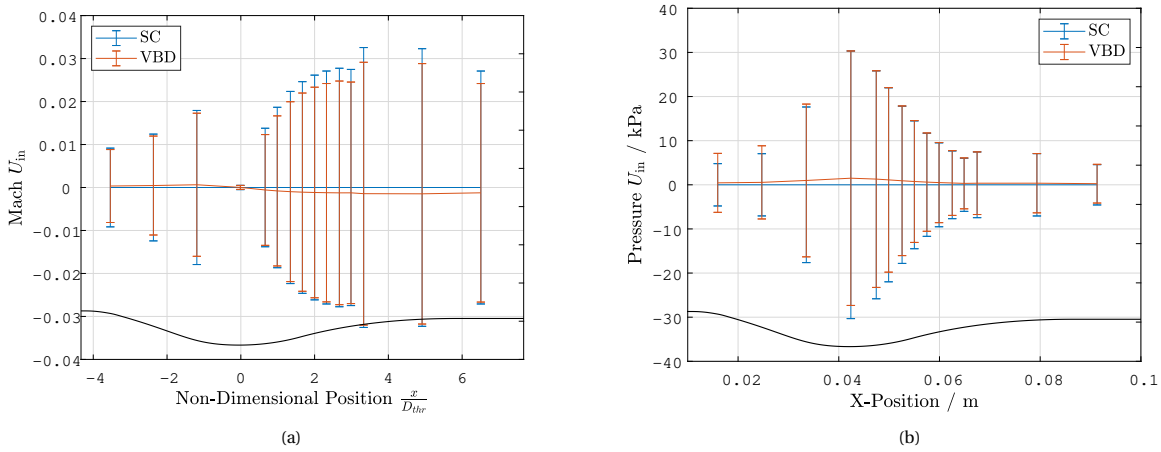 0.04
0.03
0.02
0.01
0
-0.01
-0.02
-0.03
-0.04
Mach U_in
SC
VBD
-4 -2 0 2 4 6
Non-Dimensional Position x/D_thr
(a)
40
30
20
10
0
-10
-20
-30
-40
Pressure U_in / kPa
SC
VBD
0.02 0.04 0.06 0.08 0.1
X-Position / m
(b)